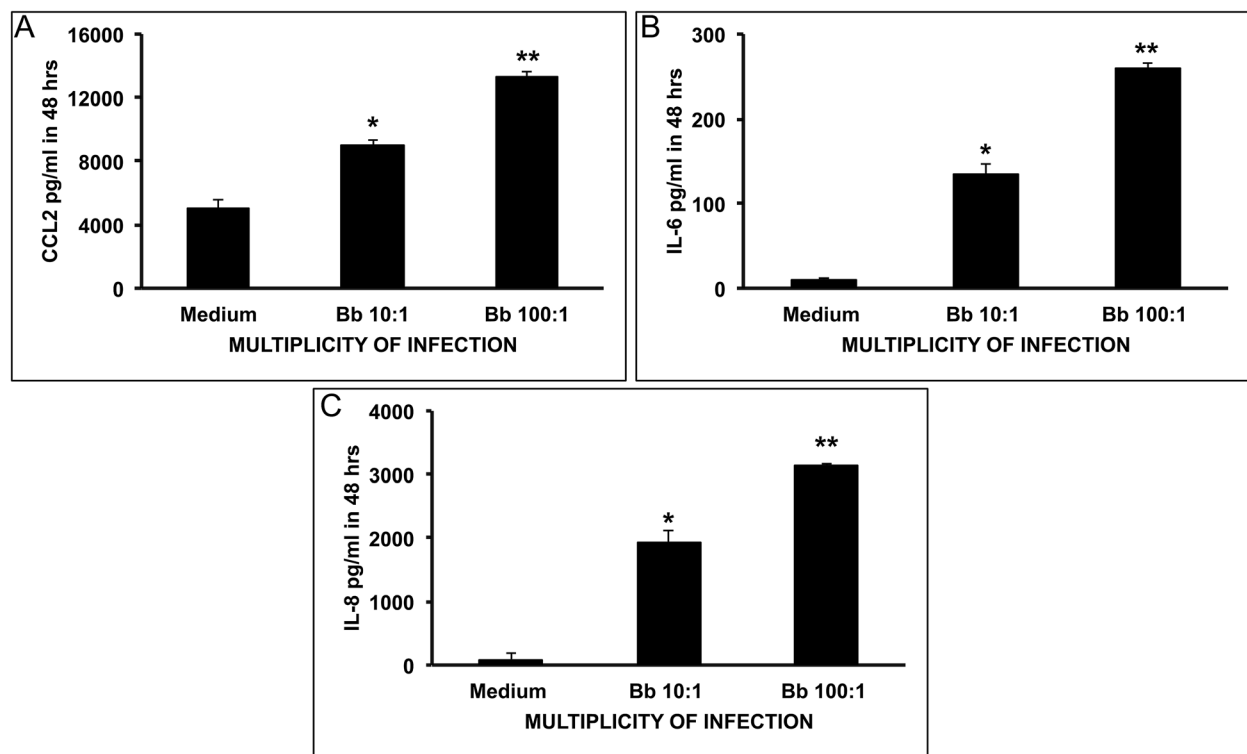 A
CCL2 pg/ml in 48 hrs
16000
12000
8000
4000
0
*
**
Medium
Bb 10:1
Bb 100:1
MULTIPLICITY OF INFECTION
B
IL-6 pg/ml in 48 hrs
300
200
100
0
*
**
Medium
Bb 10:1
Bb 100:1
MULTIPLICITY OF INFECTION
C
IL-8 pg/ml in 48 hrs
4000
3000
2000
1000
0
*
**
Medium
Bb 10:1
Bb 100:1
MULTIPLICITY OF INFECTION